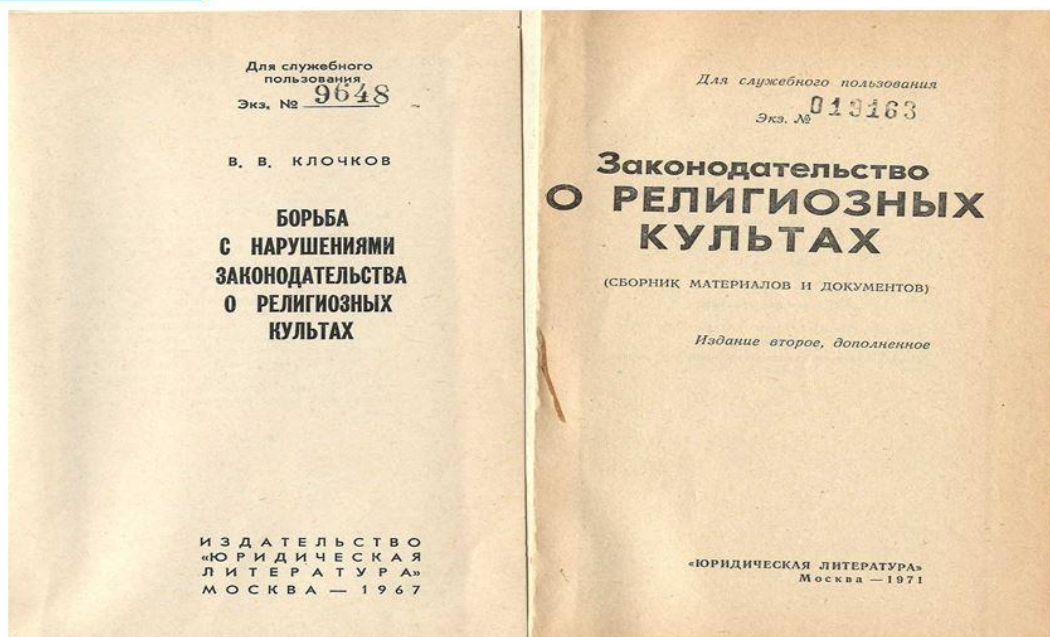 Для служебного
пользования
Экз. № 9648
В. В. КЛОЧКОВ
БОРЬБА
С НАРУШЕНИЯМИ
ЗАКОНОДАТЕЛЬСТВА
О РЕЛИГИОЗНЫХ
КУЛЬТАХ
ИЗДАТЕЛЬСТВО
«ЮРИДИЧЕСКАЯ
ЛИТЕРАТУРА»
МОСКВА — 1967
Для служебного пользования
Экз. № 019163
Законодательство
О РЕЛИГИОЗНЫХ
КУЛЬТАХ
(СБОРНИК МАТЕРИАЛОВ И ДОКУМЕНТОВ)
Издание второе, дополненное
«ЮРИДИЧЕСКАЯ ЛИТЕРАТУРА»
Москва — 1971